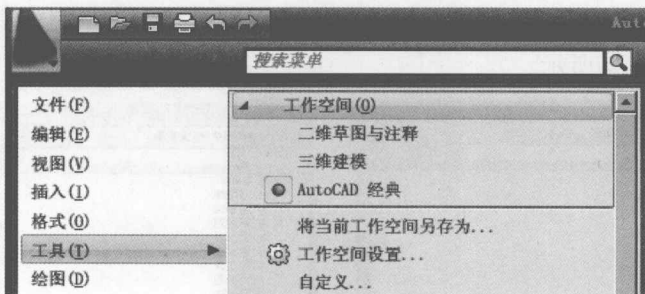 Auto
搜索菜单
文件(F)
编辑(E)
视图(V)
插入(I)
格式(O)
工具(T)
绘图(D)
工作空间(O)
二维草图与注释
三维建模
AutoCAD 经典
将当前工作空间另存为...
工作空间设置...
自定义...